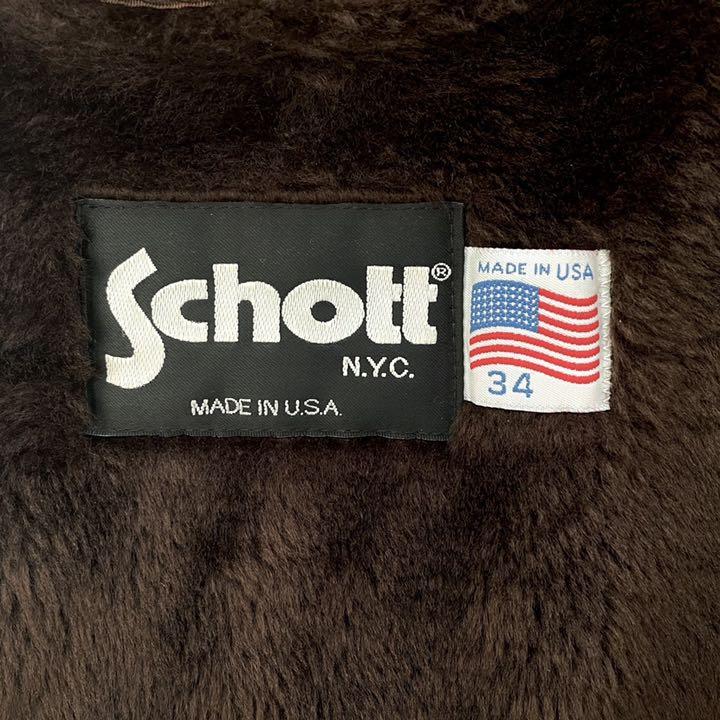 Schott®
N.Y.C.
MADE IN U.S.A.
MADE IN USA
34